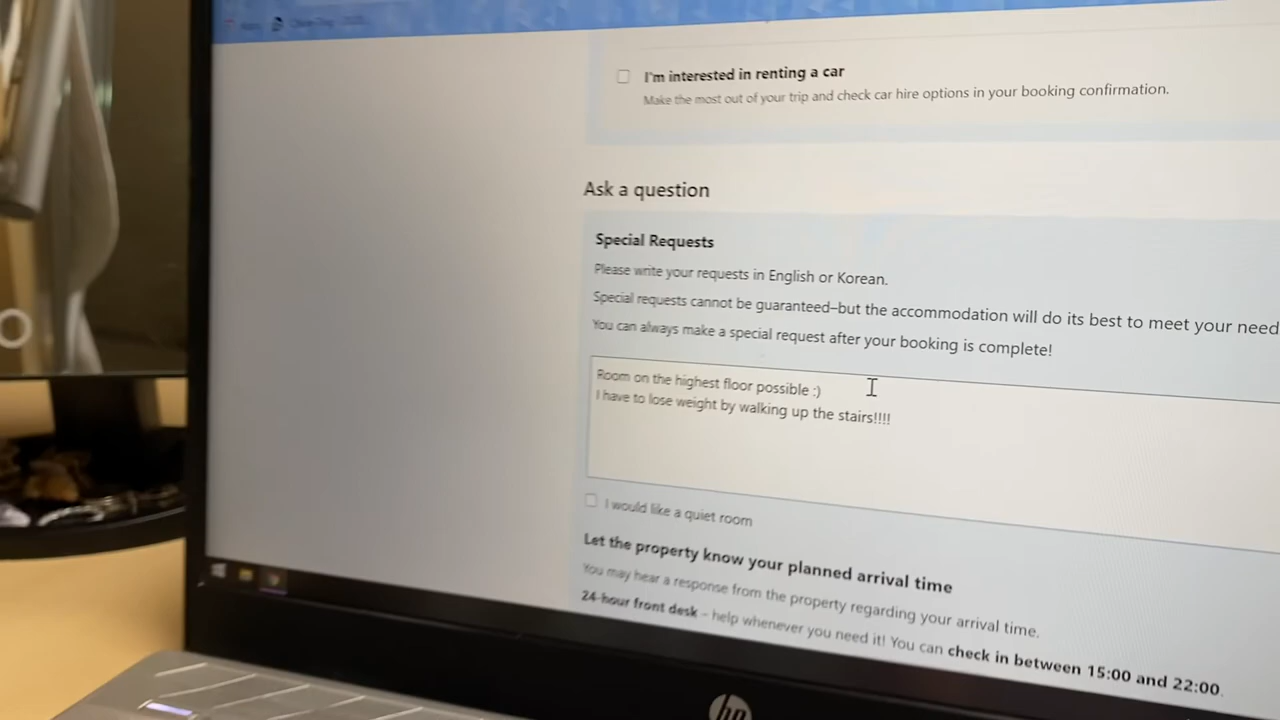 I'm interested in renting a car
Make the most out of your trip and check car hire options in your booking confirmation.
Ask a question
Special Requests
Please write your requests in English or Korean.
Special requests cannot be guaranteed–but the accommodation will do its best to meet your need
You can always make a special request after your booking is complete!
Room on the highest floor possible :)
I have to lose weight by walking up the stairs!!!!
I would like a quiet room
Let the property know your planned arrival time
You may hear a response from the property regarding your arrival time.
24-hour front desk – help whenever you need it! You can check in between 15:00 and 22:00.
hp